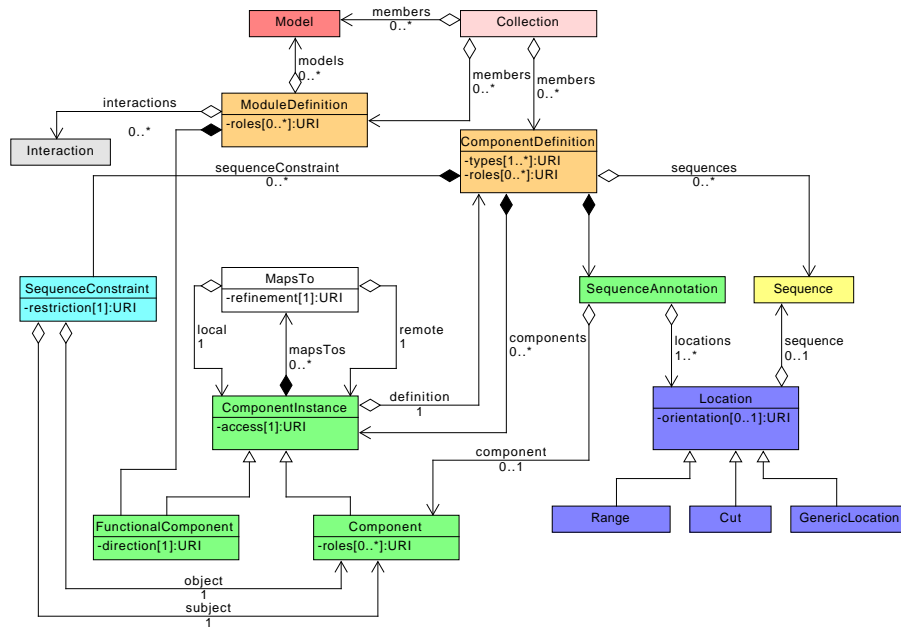 Model
members
0..*
Collection
models
0..*
members
0..*
members
0..*
interactions
0..*
ModuleDefinition
-roles[0..*]:URI
Interaction
ComponentDefinition
-types[1..*]:URI
-roles[0..*]:URI
sequenceConstraint
0..*
sequences
0..*
SequenceConstraint
-restriction[1]:URI
MapsTo
-refinement[1]:URI
SequenceAnnotation
Sequence
local
1
mapsTos
0..*
remote
1
components
0..*
locations
1..*
sequence
0..1
ComponentInstance
-access[1]:URI
definition
1
Location
-orientation[0..1]:URI
component
0..1
FunctionalComponent
-direction[1]:URI
Component
-roles[0..*]:URI
Range
Cut
GenericLocation
object
1
subject
1